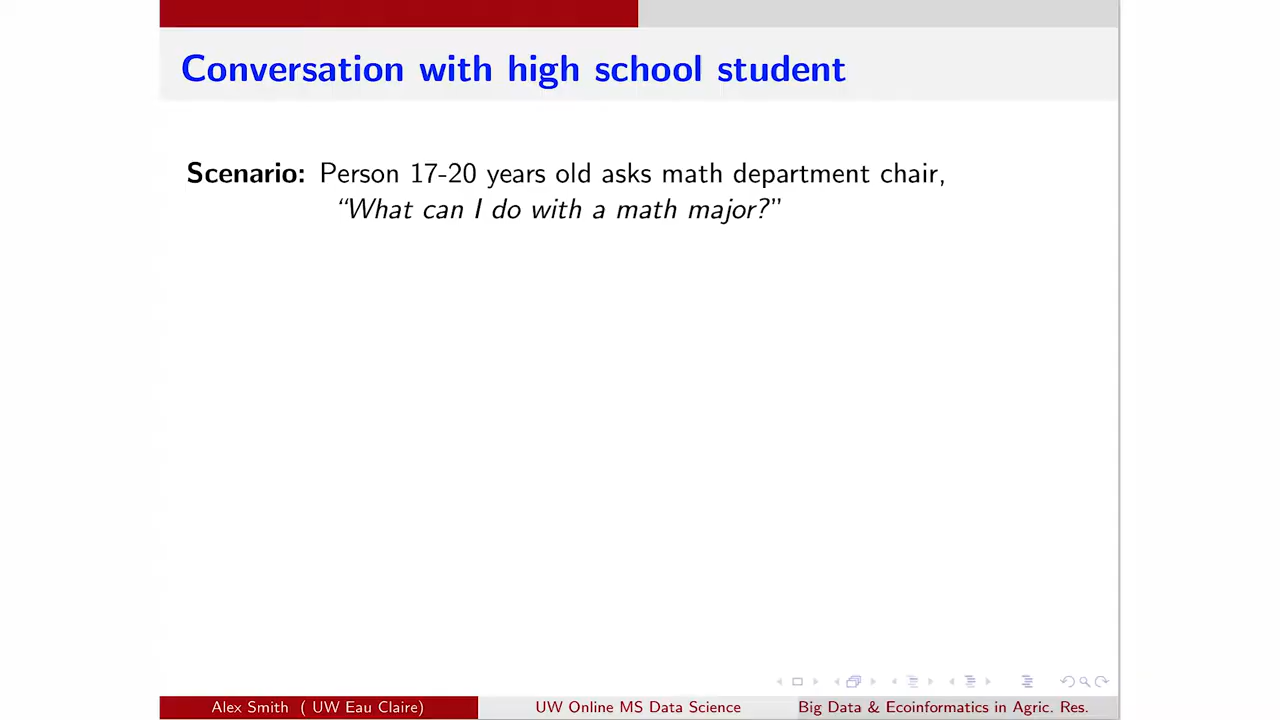 Conversation with high school student
Scenario: Person 17-20 years old asks math department chair,
“What can I do with a math major?”
Alex Smith ( UW Eau Claire)
UW Online MS Data Science
Big Data & Ecoinformatics in Agric. Res.